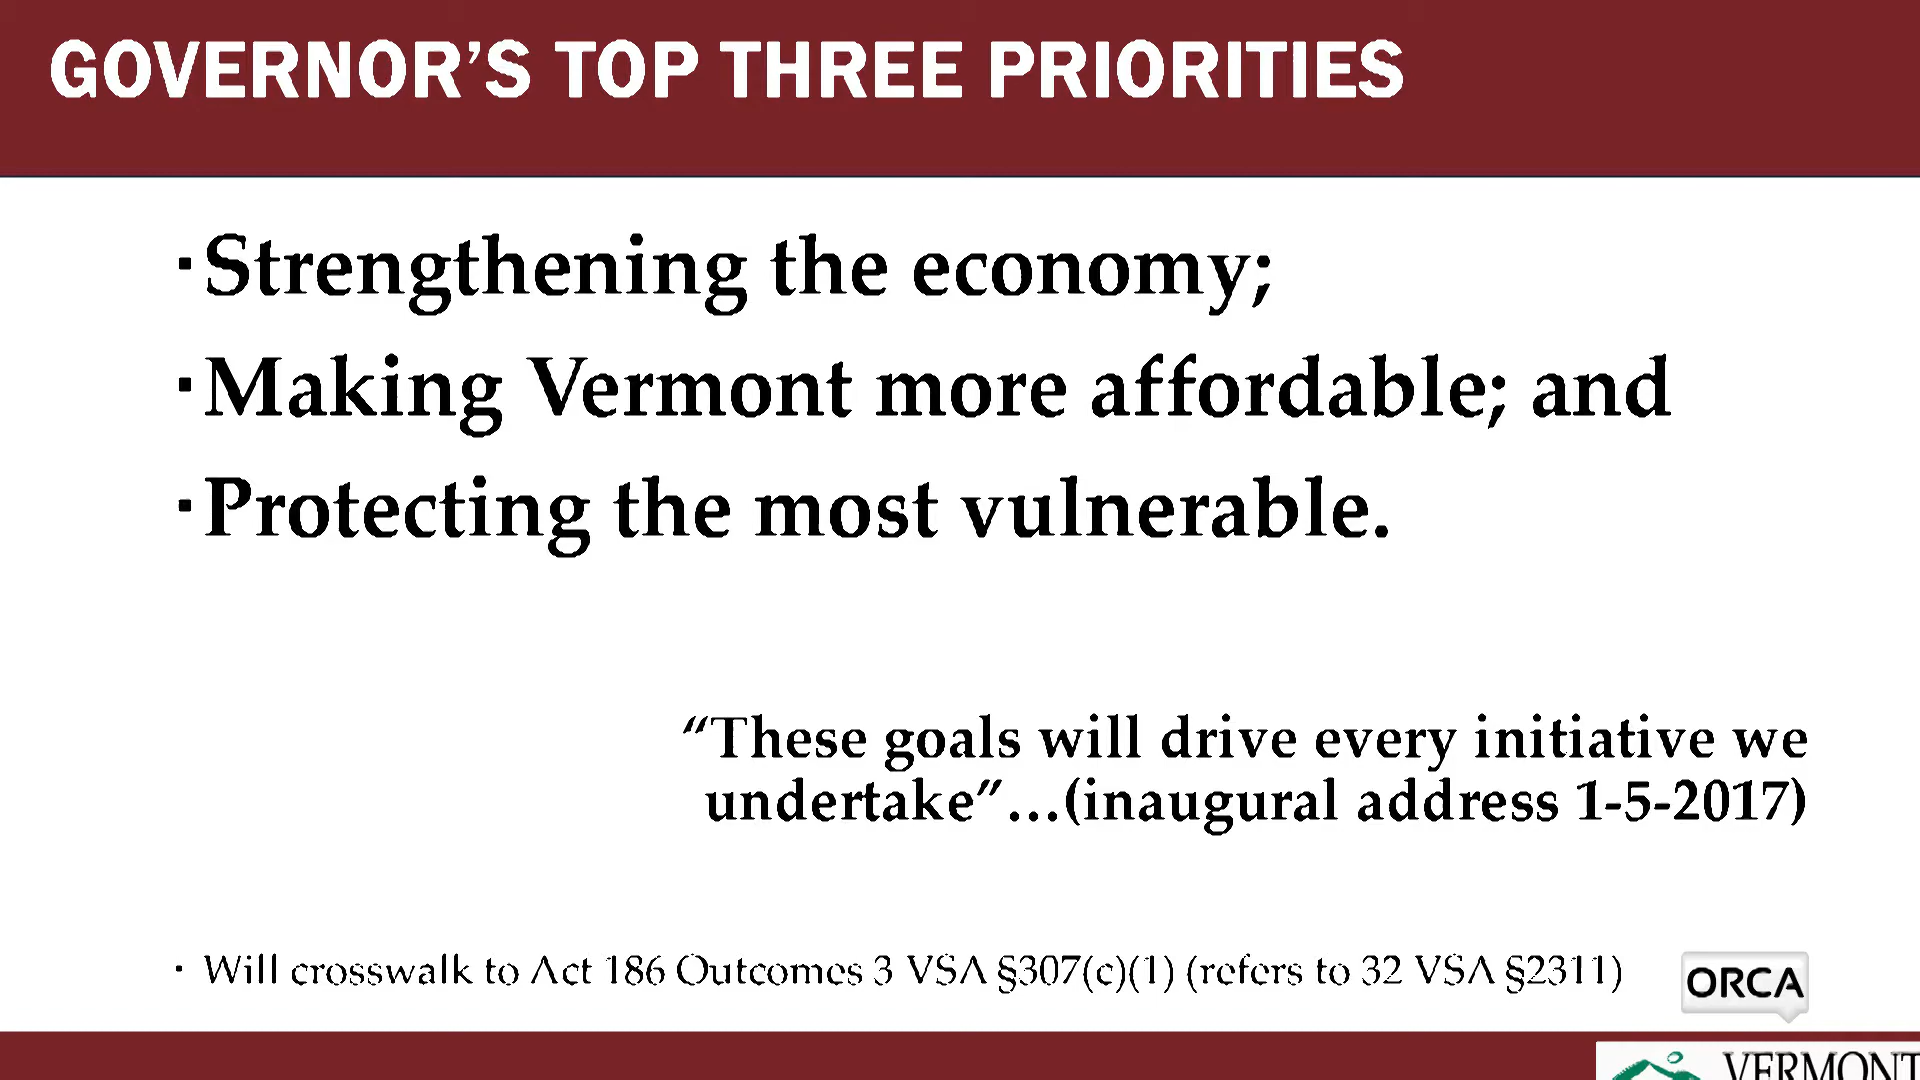 GOVERNOR’S TOP THREE PRIORITIES
▪Strengthening the economy;
▪Making Vermont more affordable; and
▪Protecting the most vulnerable.
“These goals will drive every initiative we
undertake”…(inaugural address 1-5-2017)
▪ Will crosswalk to Act 186 Outcomes 3 VSA §307(c)(1) (refers to 32 VSA §2311)
ORCA
VERMONT